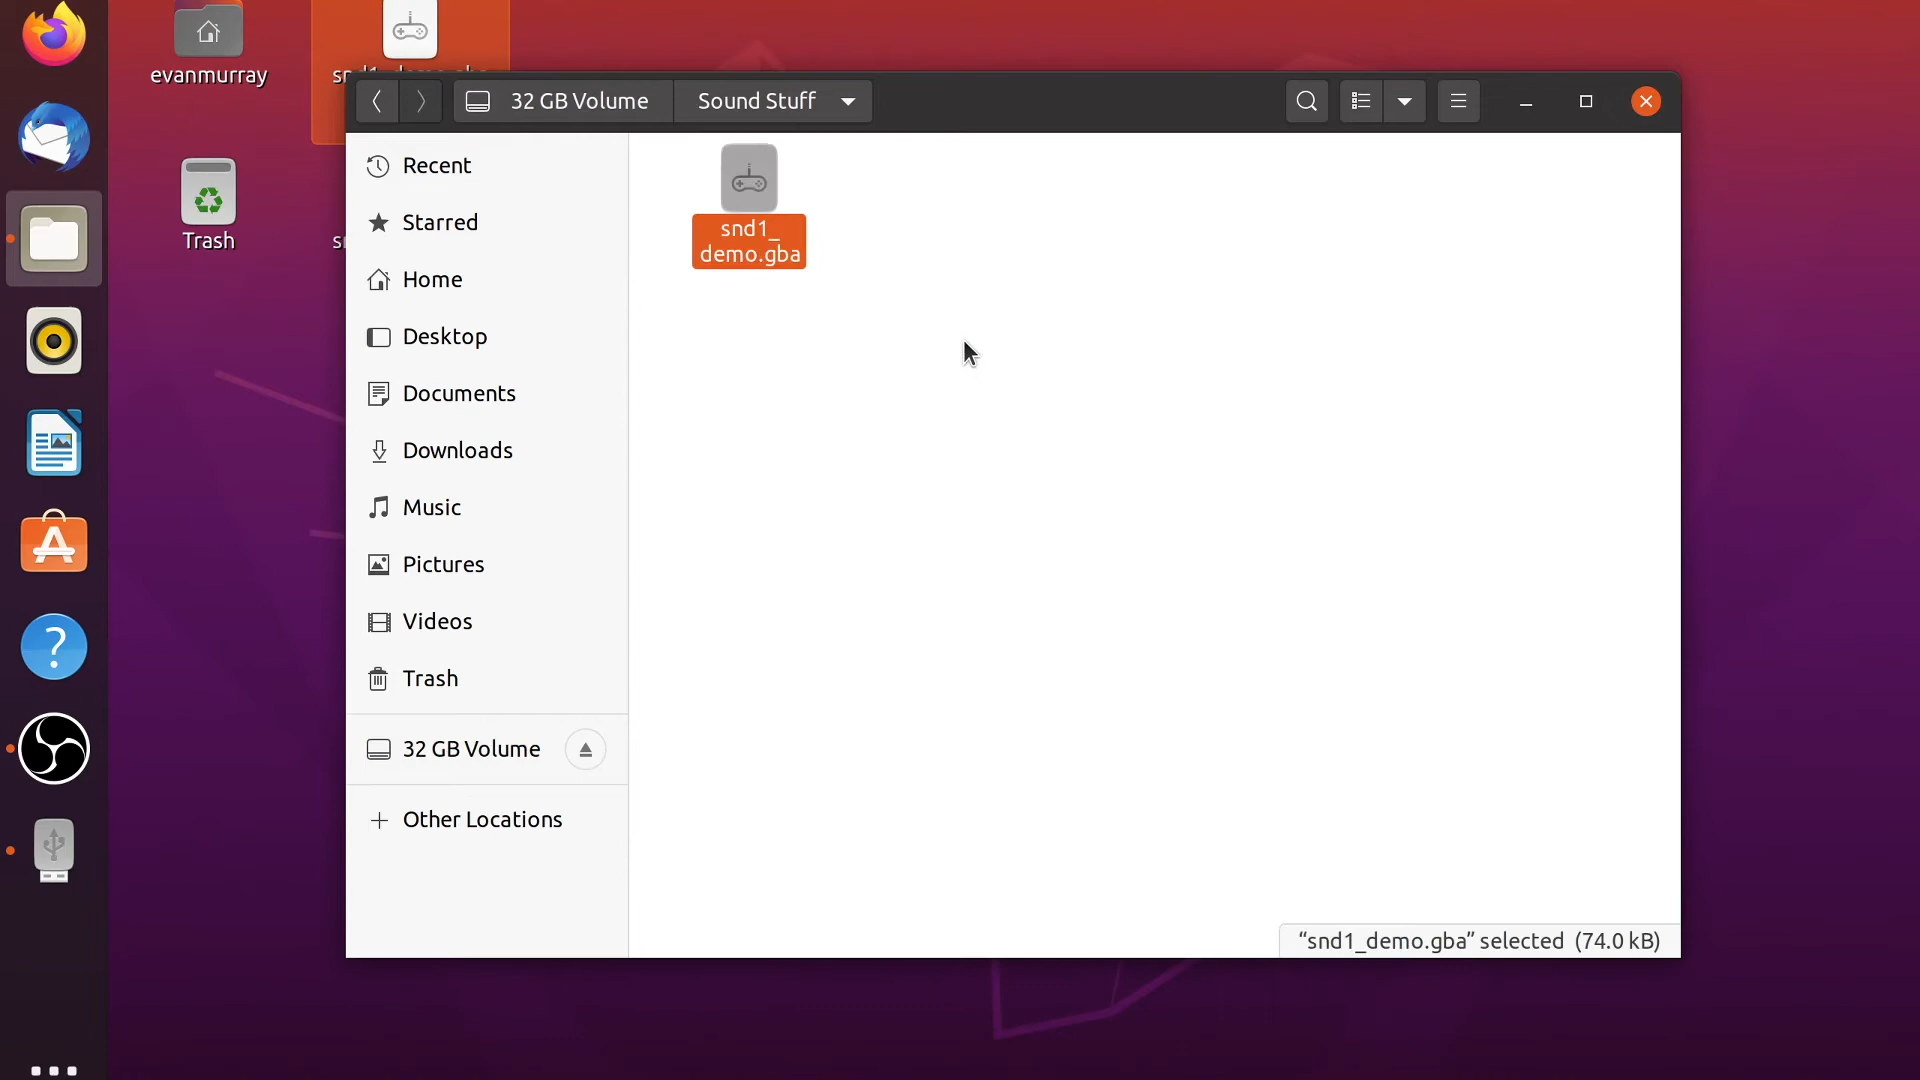 evanmurray
Trash
32 GB Volume
Sound Stuff
Recent
Starred
Home
Desktop
Documents
Downloads
Music
Pictures
Videos
Trash
32 GB Volume
Other Locations
snd1_
demo.gba
“snd1_demo.gba” selected (74.0 kB)